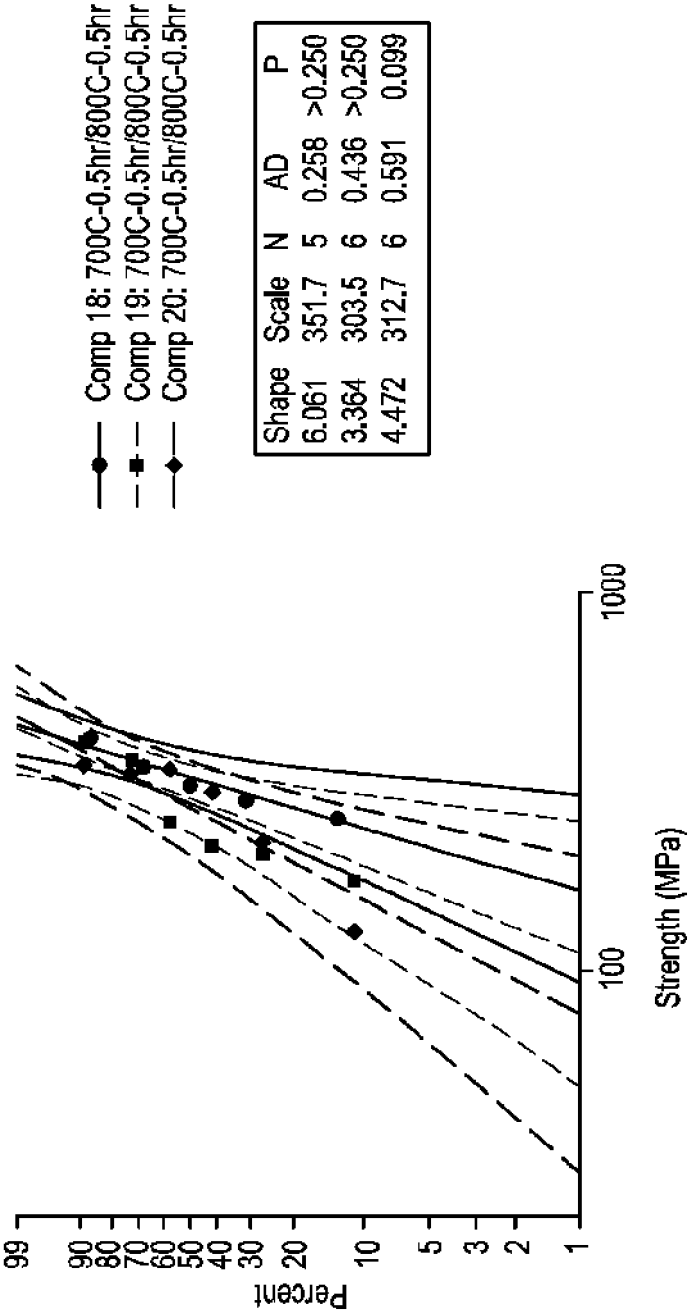 Comp 18: 700C-0.5hr/800C-0.5hr
Comp 19: 700C-0.5hr/800C-0.5hr
Comp 20: 700C-0.5hr/800C-0.5hr
Shape Scale N AD P
6.061 351.7 5 0.258 >0.250
3.364 303.5 6 0.436 >0.250
4.472 312.7 6 0.591 0.099
Percent
99
90
80
70
60
50
40
30
20
10
5
3
2
1
100
1000
Strength (MPa)